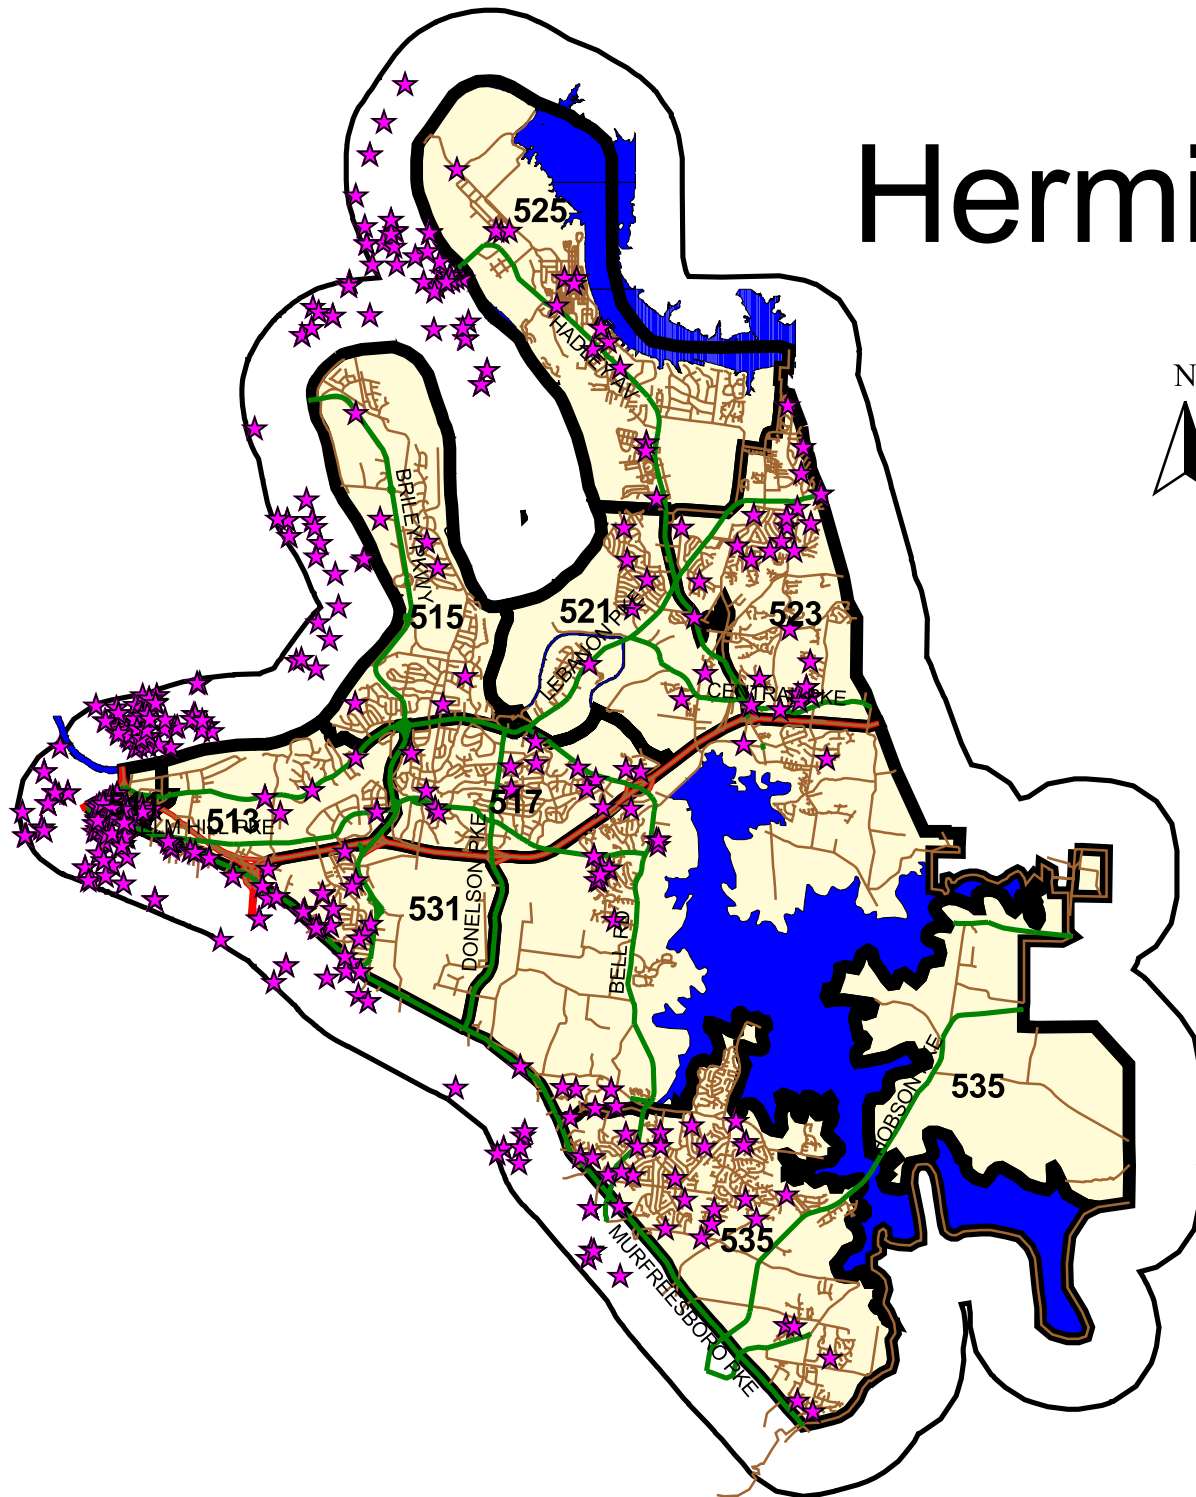 Hermi
525
N
HADLEY AV
BRILEY PKWY
515
521
523
LEBANON PKE
CENTRAL PKE
517
513
ELM HILL PKE
531
DONELSON PKE
BELL RD
535
HOBSON PKE
535
MURFREESBORO PKE